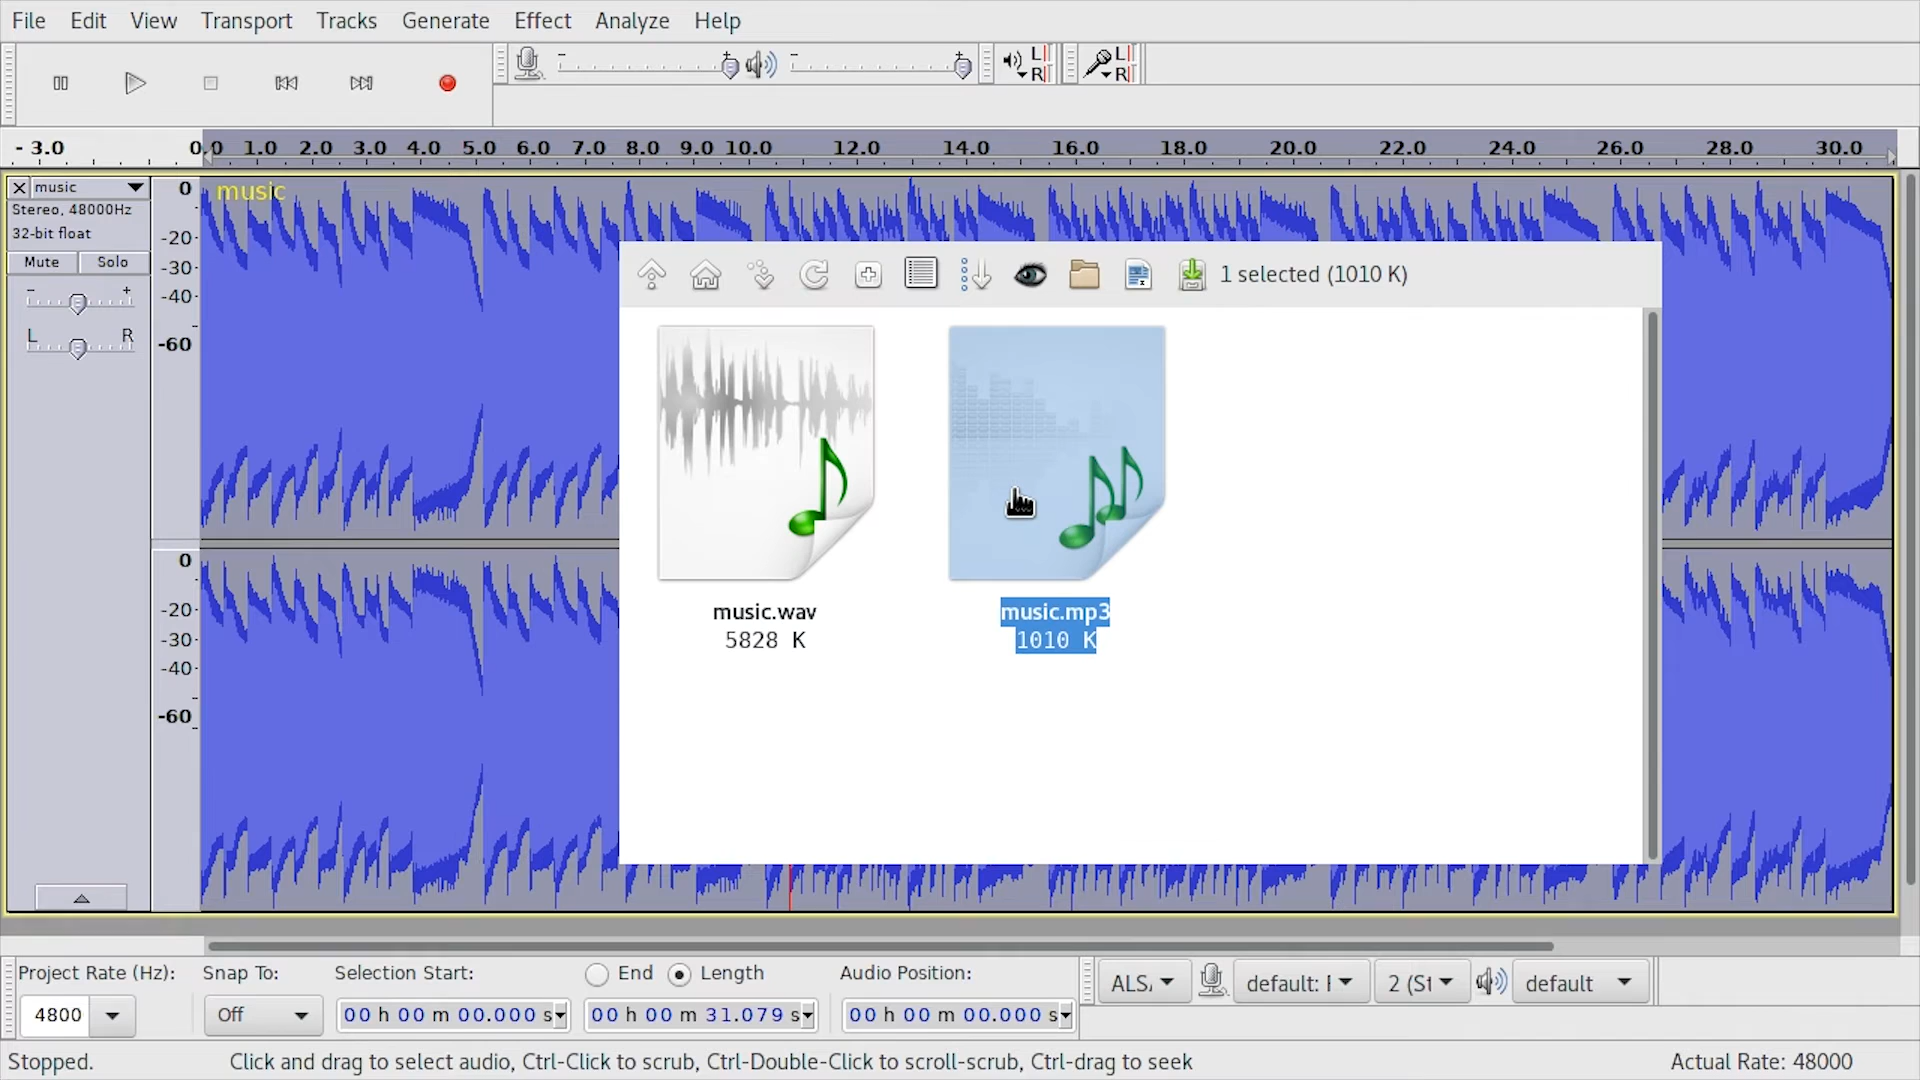 File Edit View Transport Tracks Generate Effect Analyze Help
L
R
L
R
- 3.0 0.0 1.0 2.0 3.0 4.0 5.0 6.0 7.0 8.0 9.0 10.0 12.0 14.0 16.0 18.0 20.0 22.0 24.0 26.0 28.0 30.0
music
Stereo, 48000Hz
32-bit float
Mute Solo
- +
L R
0
-20
-30
-40
-60
0
-20
-30
-40
-60
music
1 selected (1010 K)
music.wav
5828 K
music.mp3
1010 K
Project Rate (Hz): Snap To: Selection Start: End Length Audio Position:
4800 Off 00 h 00 m 00.000 s 00 h 00 m 31.079 s 00 h 00 m 00.000 s
ALS default: 2 (St default
Stopped. Click and drag to select audio, Ctrl-Click to scrub, Ctrl-Double-Click to scroll-scrub, Ctrl-drag to seek Actual Rate: 48000